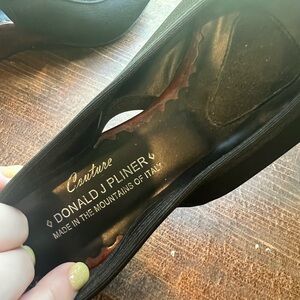 Couture
◊ DONALD J PLINER ◊
MADE IN THE MOUNTAINS OF ITALY